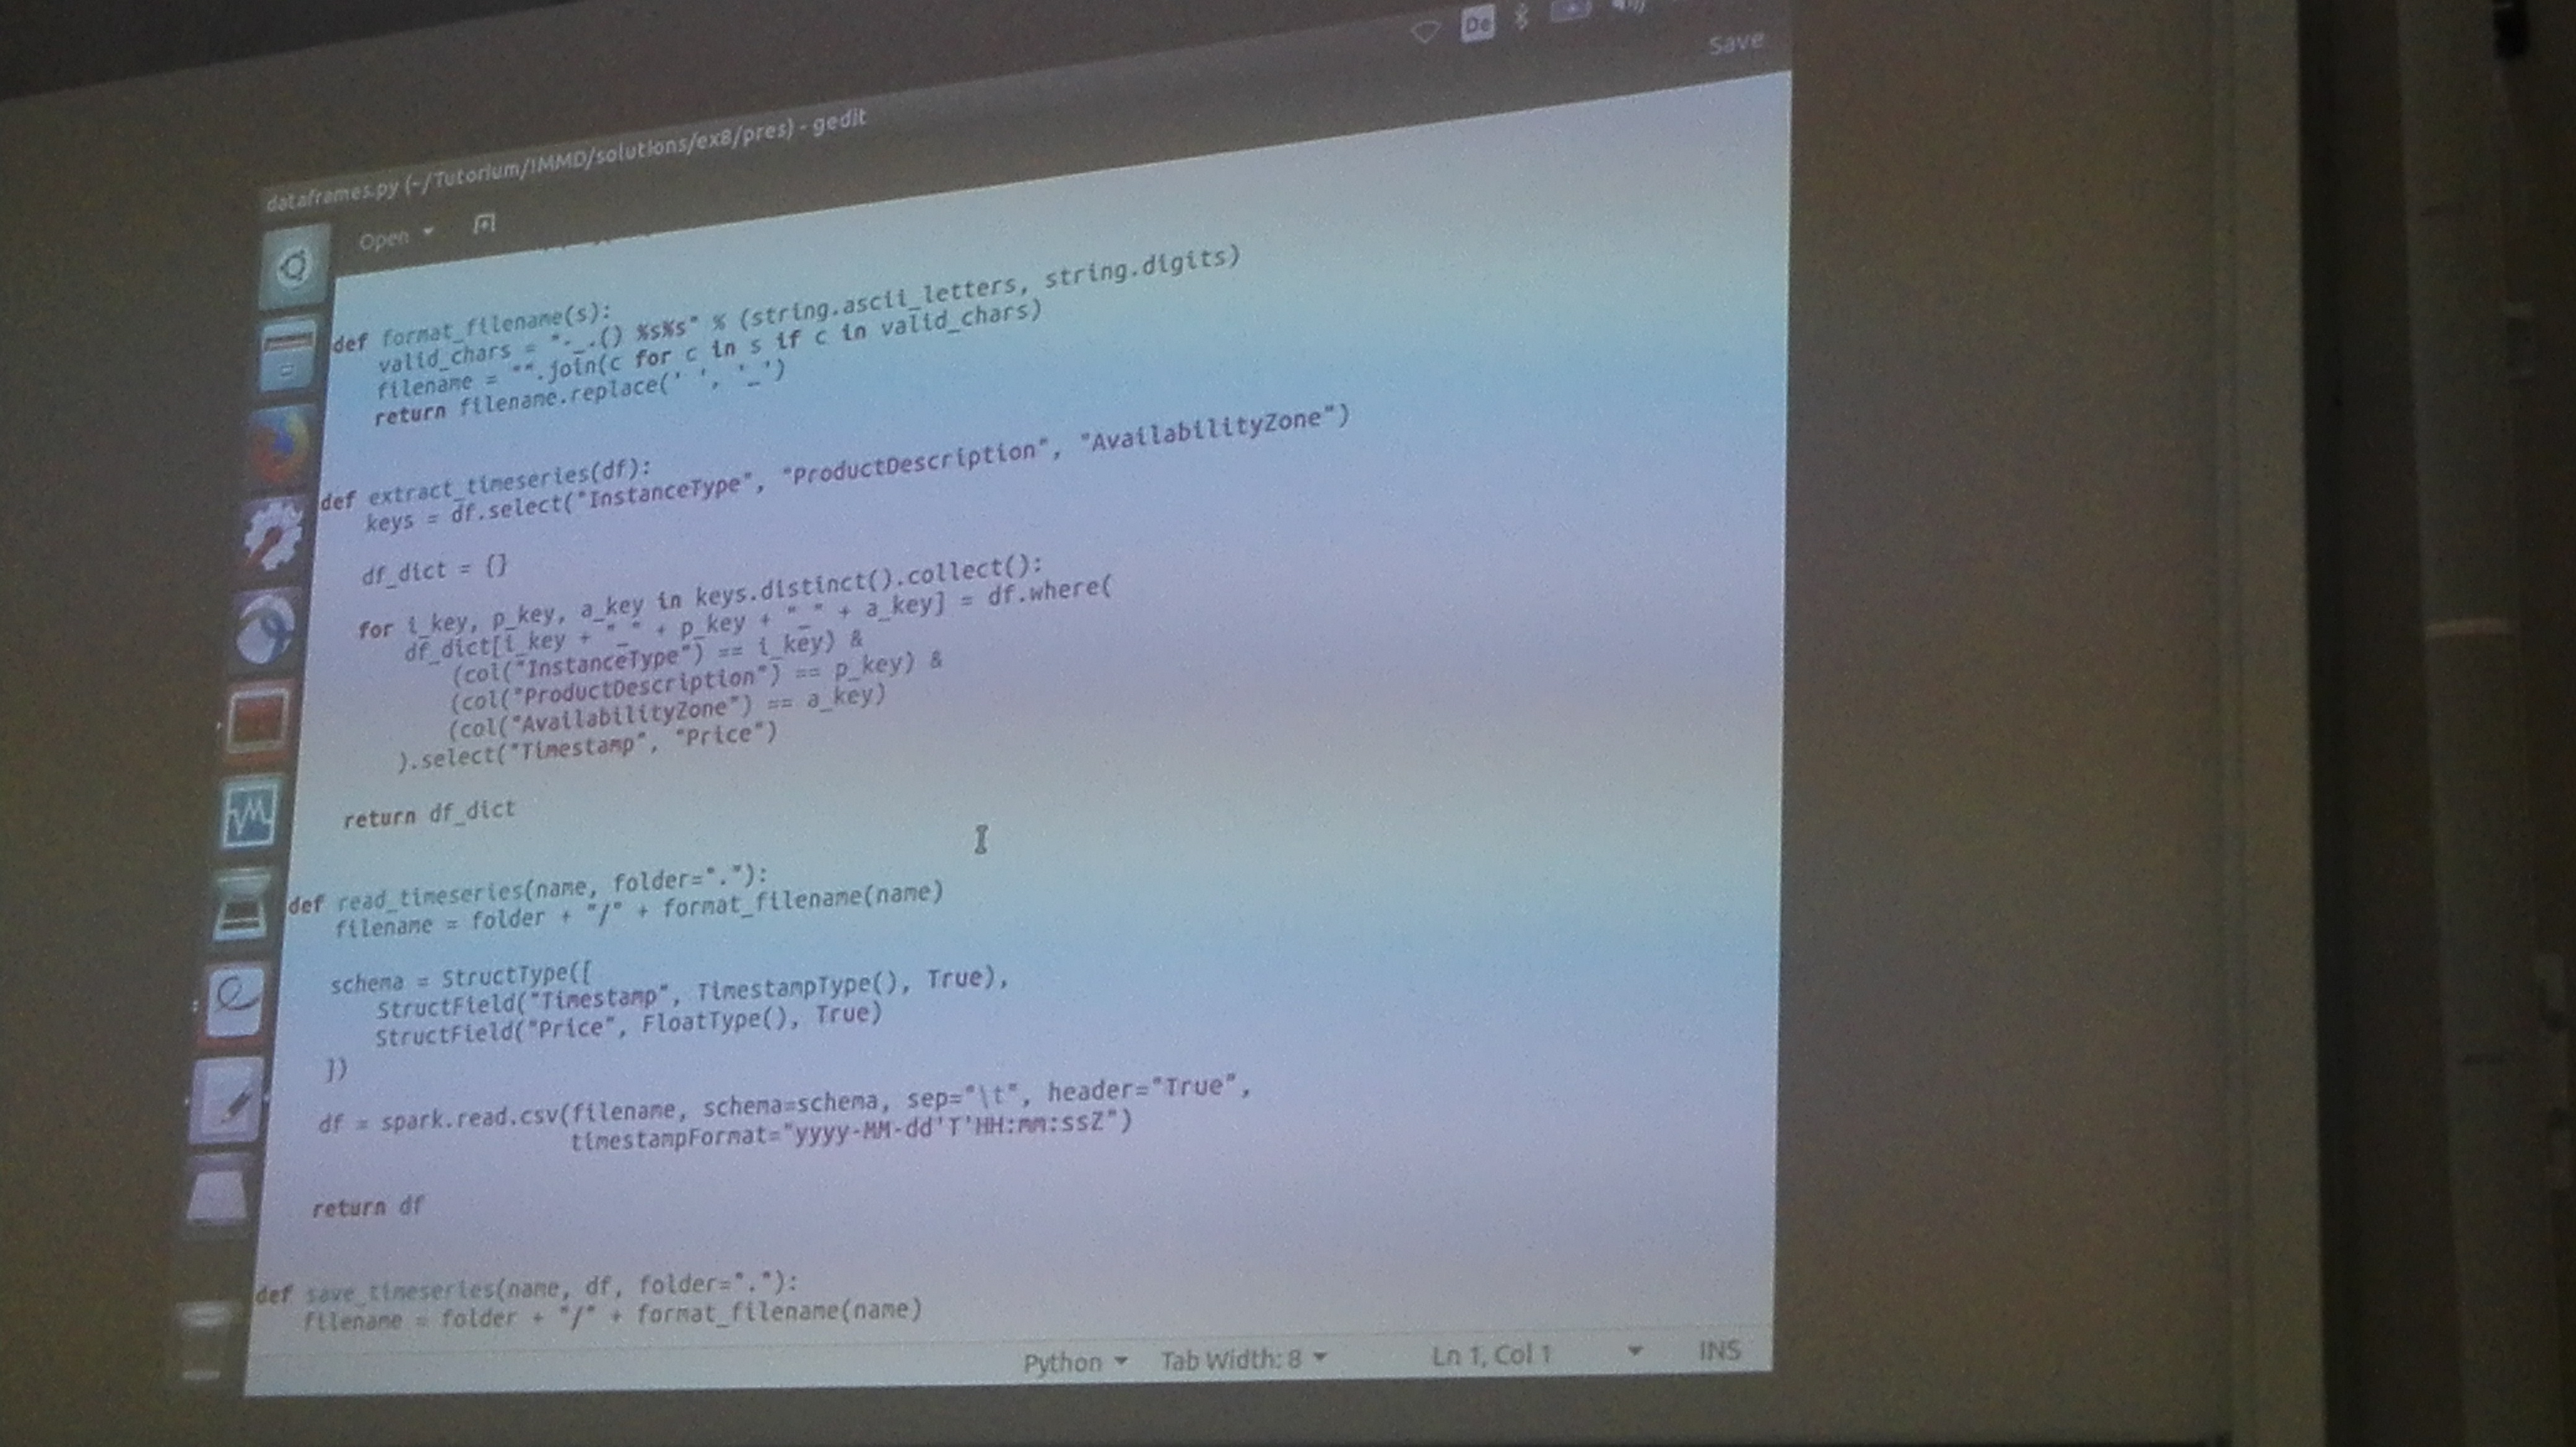 De
Save
dataframes.py (~/Tutorium/IMMD/solutions/ex8/pres) - gedit
Open
def format_filename(s):
    valid_chars = "-_.() %s%s" % (string.ascii_letters, string.digits)
    filename = "".join(c for c in s if c in valid_chars)
    return filename.replace(' ', '_')
def extract_timeseries(df):
    keys = df.select("InstanceType", "ProductDescription", "AvailabilityZone")
    df_dict = {}
    for i_key, p_key, a_key in keys.distinct().collect():
        df_dict[i_key + "_" + p_key + "_" + a_key] = df.where(
            (col("InstanceType") == i_key) &
            (col("ProductDescription") == p_key) &
            (col("AvailabilityZone") == a_key)
        ).select("Timestamp", "Price")
    return df_dict
def read_timeseries(name, folder="."):
    filename = folder + "/" + format_filename(name)
    schema = StructType([
        StructField("Timestamp", TimestampType(), True),
        StructField("Price", FloatType(), True)
    ])
    df = spark.read.csv(filename, schema=schema, sep="\t", header="True",
                        timestampFormat="yyyy-MM-dd'T'HH:mm:ssZ")
    return df
def save_timeseries(name, df, folder="."):
    filename = folder + "/" + format_filename(name)
Python Tab Width: 8 Ln 1, Col 1 INS